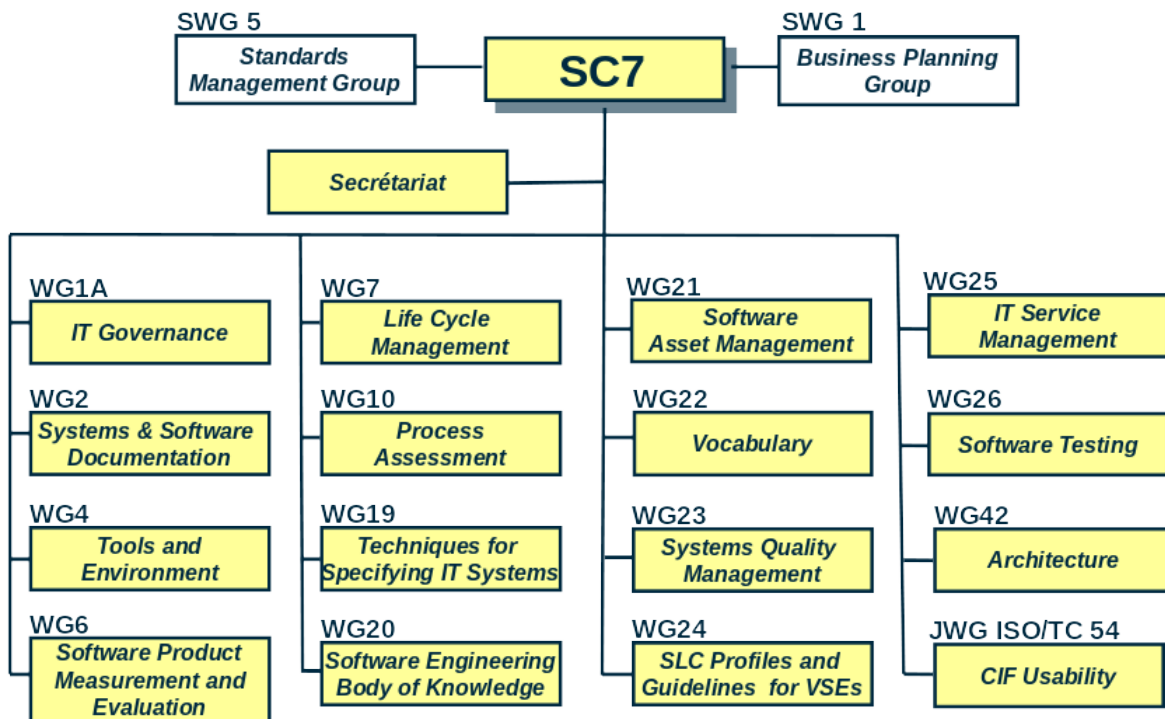 SWG 5
Standards
Management Group
SC7
SWG 1
Business Planning
Group
Secrétariat
WG1A
IT Governance
WG2
Systems & Software
Documentation
WG4
Tools and
Environment
WG6
Software Product
Measurement and
Evaluation
WG7
Life Cycle
Management
WG10
Process
Assessment
WG19
Techniques for
Specifying IT Systems
WG20
Software Engineering
Body of Knowledge
WG21
Software
Asset Management
WG22
Vocabulary
WG23
Systems Quality
Management
WG24
SLC Profiles and
Guidelines for VSEs
WG25
IT Service
Management
WG26
Software Testing
WG42
Architecture
JWG ISO/TC 54
CIF Usability